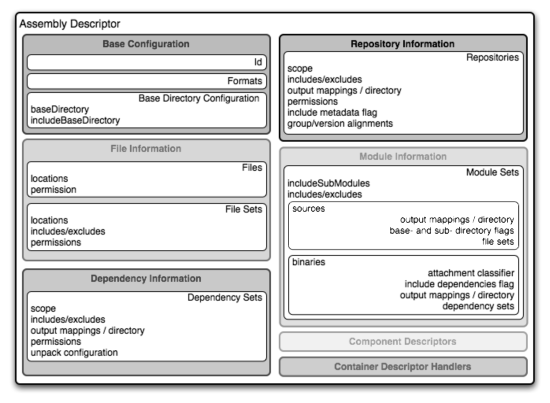 Assembly Descriptor
Base Configuration
Id
Formats
Base Directory Configuration
baseDirectory
includeBaseDirectory
File Information
Files
locations
permission
File Sets
locations
includes/excludes
permissions
Dependency Information
Dependency Sets
scope
includes/excludes
output mappings / directory
permissions
unpack configuration
Repository Information
Repositories
scope
includes/excludes
output mappings / directory
permissions
include metadata flag
group/version alignments
Module Information
Module Sets
includeSubModules
includes/excludes
sources
output mappings / directory
base- and sub- directory flags
file sets
binaries
attachment classifier
include dependencies flag
output mappings / directory
dependency sets
Component Descriptors
Container Descriptor Handlers